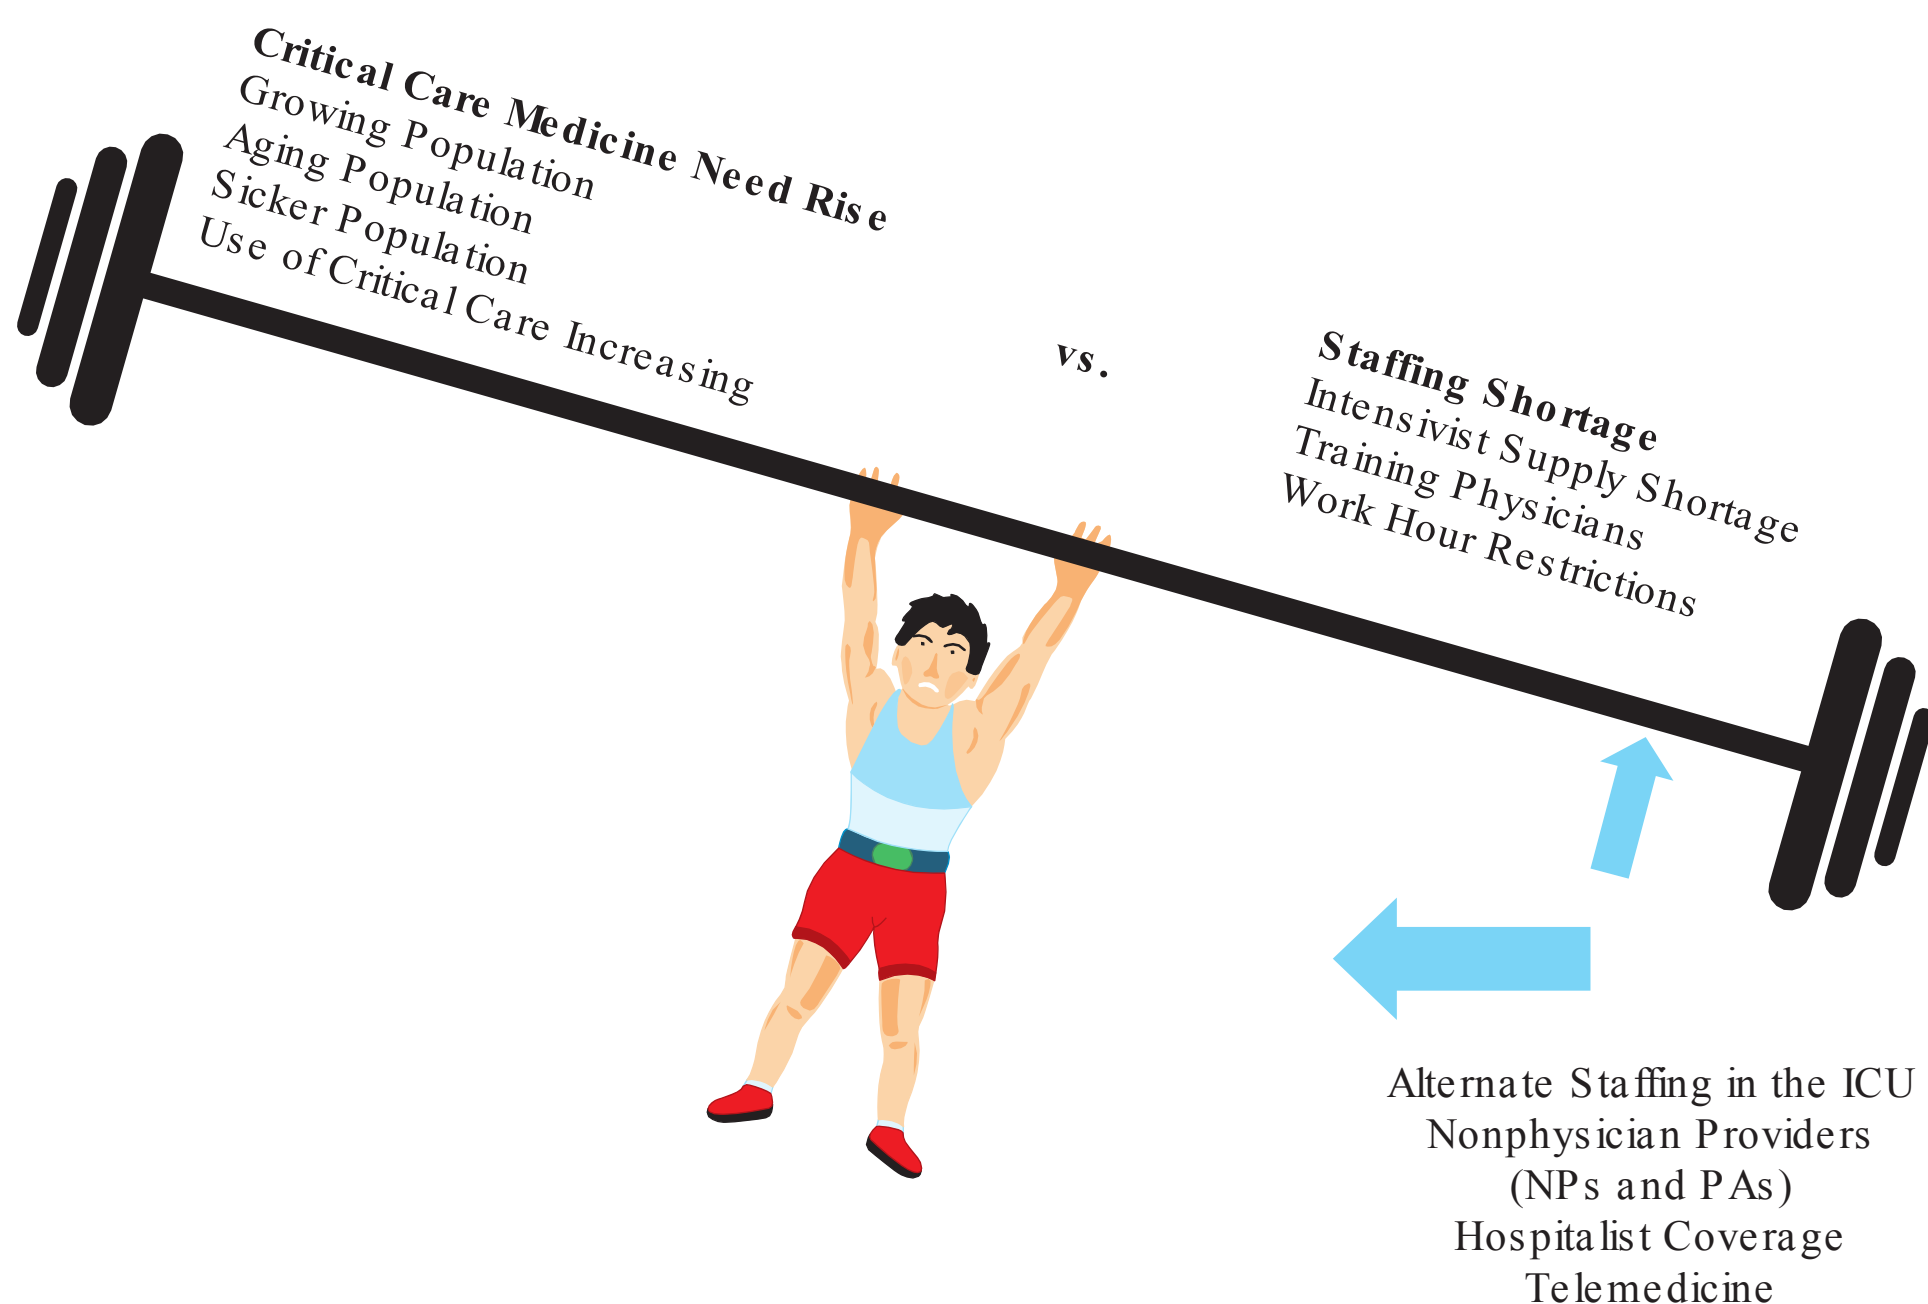 Critical Care Medicine Need Rise
Growing Population
Aging Population
Sicker Population
Use of Critical Care Increasing
vs.
Staffing Shortage
Intensivist Supply Shortage
Training Physicians
Work Hour Restrictions
Alternate Staffing in the ICU
Nonphysician Providers
(NPs and PAs)
Hospitalist Coverage
Telemedicine